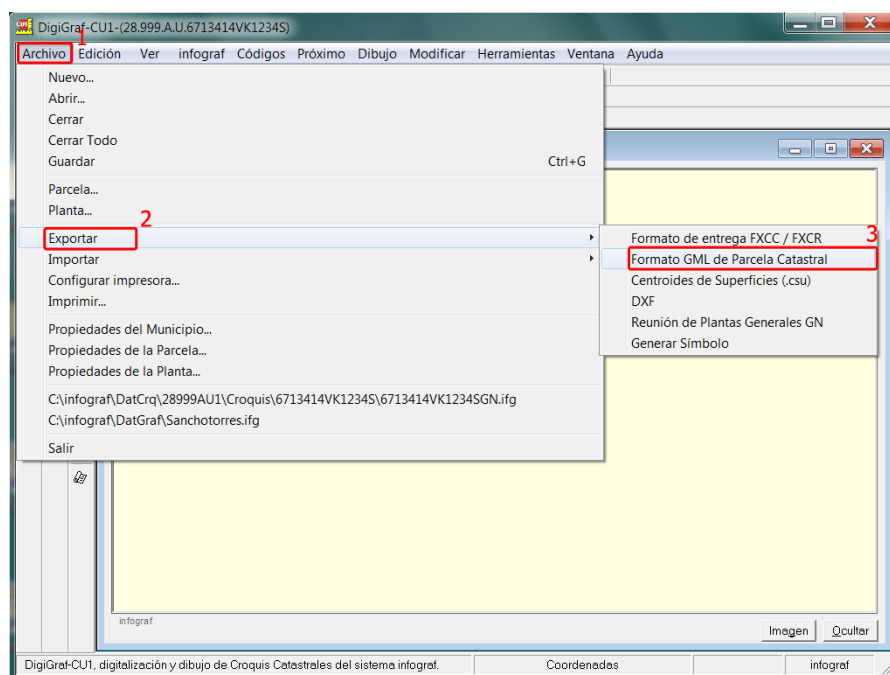 DigiGraf-CU1-(28.999.A.U.6713414VK1234S)
1
Archivo Edición Ver infograf Códigos Próximo Dibujo Modificar Herramientas Ventana Ayuda
Nuevo...
Abrir...
Cerrar
Cerrar Todo
Guardar Ctrl+G
Parcela...
Planta...
2
Exportar
Importar
Configurar impresora...
Imprimir...
Propiedades del Municipio...
Propiedades de la Parcela...
Propiedades de la Planta...
C:\infograf\DatCrq\28999AU1\Croquis\6713414VK1234S\6713414VK1234SGN.ifg
C:\infograf\DatGraf\Sanchotorres.ifg
Salir
Formato de entrega FXCC / FXCR 3
Formato GML de Parcela Catastral
Centroides de Superficies (.csu)
DXF
Reunión de Plantas Generales GN
Generar Símbolo
infograf
Imagen Ocultar
DigiGraf-CU1, digitalización y dibujo de Croquis Catastrales del sistema infograf. Coordenadas infograf